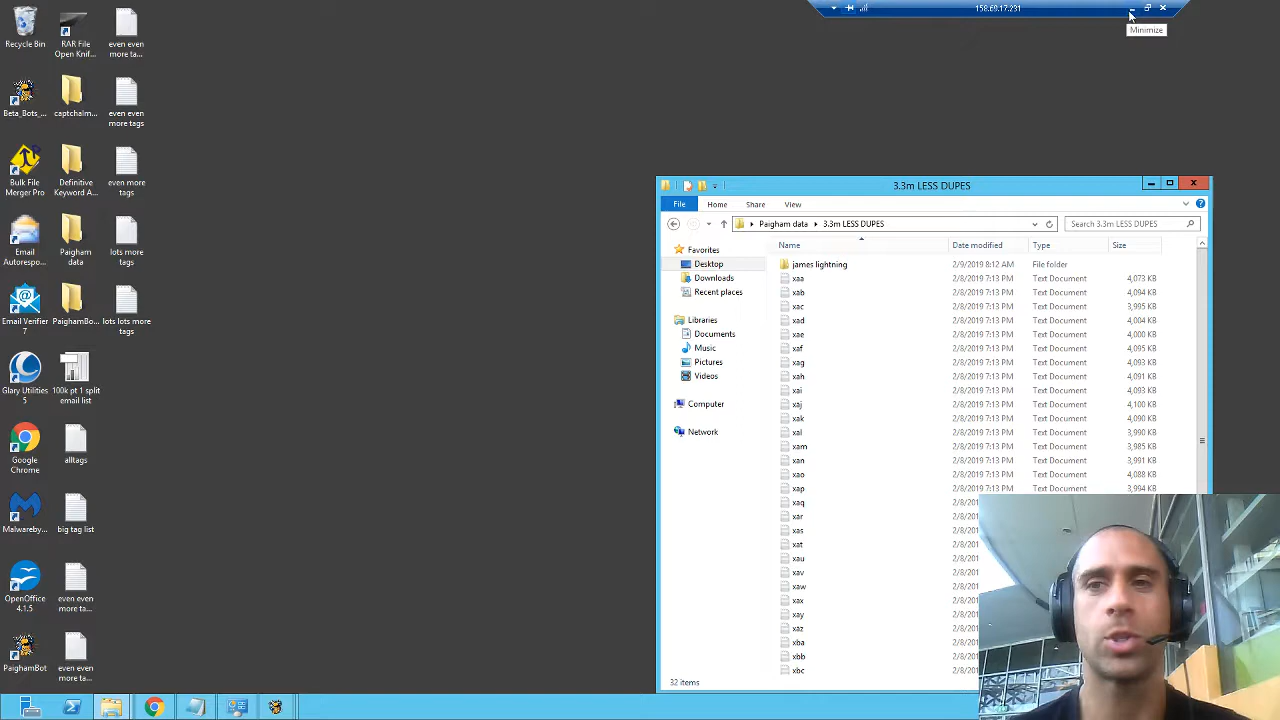 158.69.17.231
Minimize
Recycle Bin
RAR File
Open Knif...
even even
more ta...
Beta_Bots_...
captchalm...
even even
more tags
Bulk File
Merger Pro
Definitive
Keyword A...
even more
tags
Email
Autorespo...
Paigham
data
lots more
tags
Email Verifier
7
PaighamBo...
lots lots more
tags
Glary Utilities
5
100k pt 1 split
email list
Google
Chrome
alltags
Malwareby...
big tag list
OpenOffice
4.1.5
even even
more ta...
PaighamBot
even even
more ta...
3.3m LESS DUPES
File Home Share View
Paigham data 3.3m LESS DUPES
Search 3.3m LESS DUPES
Favorites
Desktop
Downloads
Recent places
Libraries
Documents
Music
Pictures
Videos
Computer
Network
Name Date modified Type Size
james lightning 2/9/2019 8:12 AM File folder
xaa 2/8/2019 7:13 PM Text Document 4,073 KB
xab 2/8/2019 7:13 PM Text Document 4,094 KB
xac 2/8/2019 7:13 PM Text Document 3,995 KB
xad 2/8/2019 7:13 PM Text Document 4,004 KB
xae 2/8/2019 7:13 PM Text Document 4,000 KB
xaf 2/8/2019 7:13 PM Text Document 4,095 KB
xag 2/8/2019 7:13 PM Text Document 4,093 KB
xah 2/8/2019 7:13 PM Text Document 4,091 KB
xai 2/8/2019 7:13 PM Text Document 4,093 KB
xaj 2/8/2019 7:13 PM Text Document 4,100 KB
xak 2/8/2019 7:13 PM Text Document 4,090 KB
xal 2/8/2019 7:13 PM Text Document 3,990 KB
xam 2/8/2019 7:13 PM Text Document 3,985 KB
xan 2/8/2019 7:13 PM Text Document 3,991 KB
xao 2/8/2019 7:13 PM Text Document 4,088 KB
xap 2/8/2019 7:13 PM Text Document 3,994 KB
xaq 2/8/201
xar 2/8/201
xas 2/8/201
xat 2/8/201
xau 2/8/201
xav 2/8/201
xaw 2/8/201
xax 2/8/201
xay 2/8/201
xaz 2/8/201
xba 2/8/201
xbb 2/8/201
xbc 2/8/201
32 items